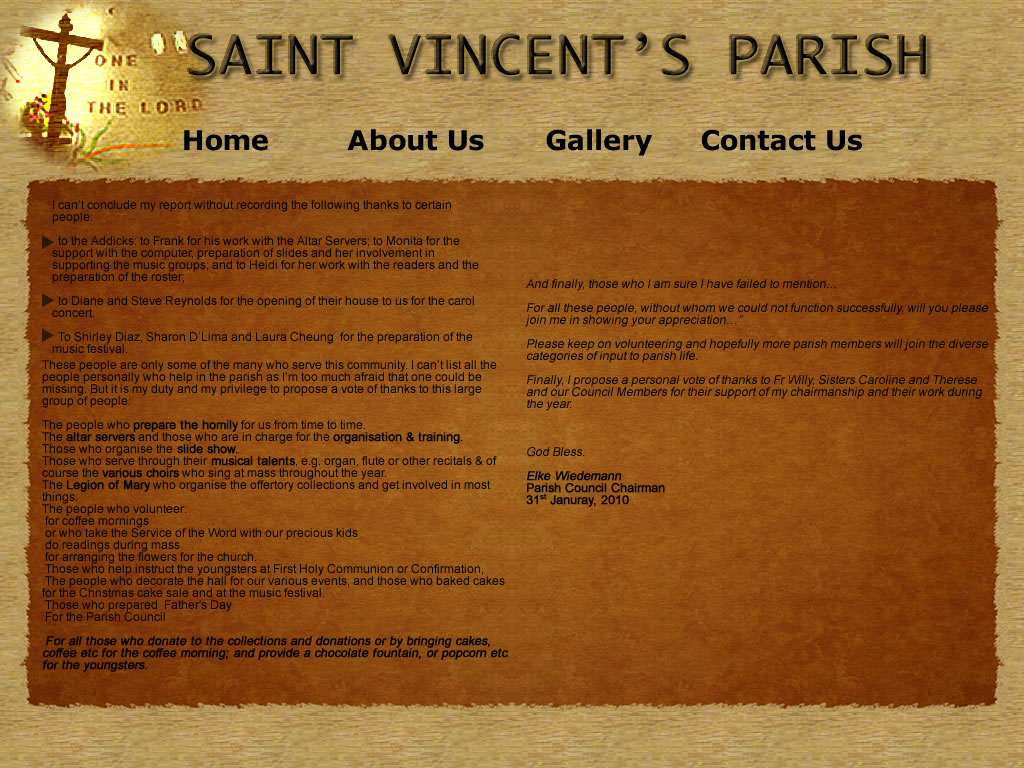 ONE
IN
THE LORD
"SAINT VINCENT'S PARISH
Home About Us Gallery Contact Us
I can't conclude my report without recording the following thanks to certain
people:
to the Addicks: to Frank for his work with the Altar Servers; to Monita for the
support with the computer, preparation of slides and her involvement in
supporting the music groups; and to Heidi for her work with the readers and the
preparation of the roster;
to Diane and Steve Reynolds for the opening of their house to us for the carol
concert.
To Shirley Diaz, Sharon D'Lima and Laura Cheung for the preparation of the
music festival.
These people are only some of the many who serve this community. I can't list all the
people personally who help in the parish as I'm too much afraid that one could be
missing. But it is my duty and my privilege to propose a vote of thanks to this large
group of people:
The people who prepare the homily for us from time to time.
The altar servers and those who are in charge for the organisation & training.
Those who organise the slide show.
Those who serve through their musical talents, e.g. organ, flute or other recitals & of
course the various choirs who sing at mass throughout the year.
The Legion of Mary who organise the offertory collections and get involved in most
things.
The people who volunteer:
for coffee mornings
or who take the Service of the Word with our precious kids
do readings during mass
for arranging the flowers for the church.
Those who help instruct the youngsters at First Holy Communion or Confirmation,
The people who decorate the hall for our various events, and those who baked cakes
for the Christmas cake sale and at the music festival.
Those who prepared Father's Day
For the Parish Council
For all those who donate to the collections and donations or by bringing cakes,
coffee etc for the coffee morning; and provide a chocolate fountain, or popcorn etc
for the youngsters.
And finally, those who I am sure I have failed to mention...
For all these people, without whom we could not function successfully, will you please
join me in showing your appreciation..."
Please keep on volunteering and hopefully more parish members will join the diverse
categories of input to parish life.
Finally, I propose a personal vote of thanks to Fr Willy, Sisters Caroline and Therese
and our Council Members for their support of my chairmanship and their work during
the year.
God Bless.
Elke Wiedemann
Parish Council Chairman
31st Januray, 2010